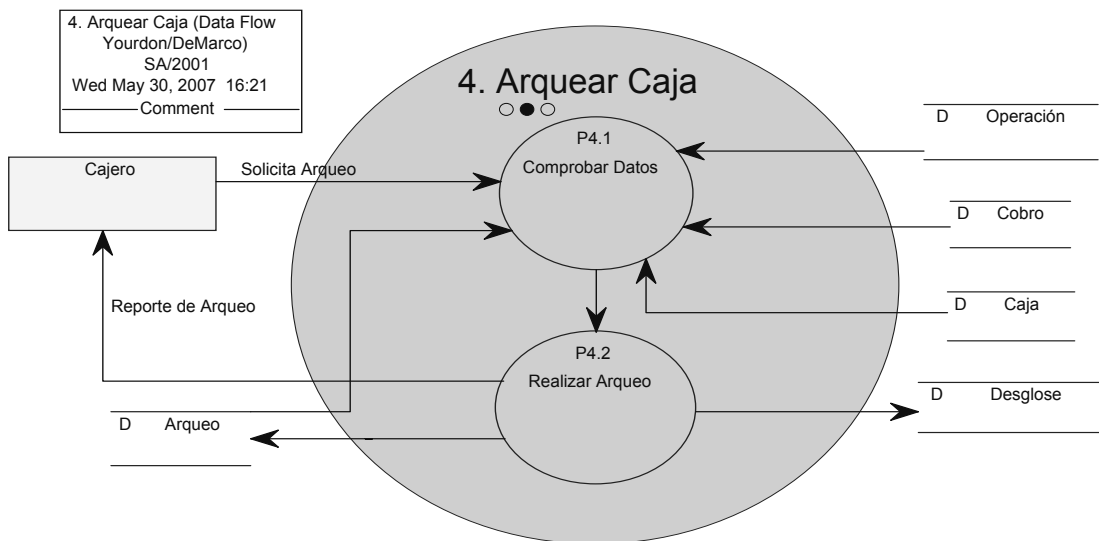 4. Arquear Caja (Data Flow
Yourdon/DeMarco)
SA/2001
Wed May 30, 2007  16:21
Comment
4. Arquear Caja
P4.1
Comprobar Datos
D Operación
Cajero
Solicita Arqueo
D Cobro
Reporte de Arqueo
D Caja
P4.2
Realizar Arqueo
D Desglose
D Arqueo